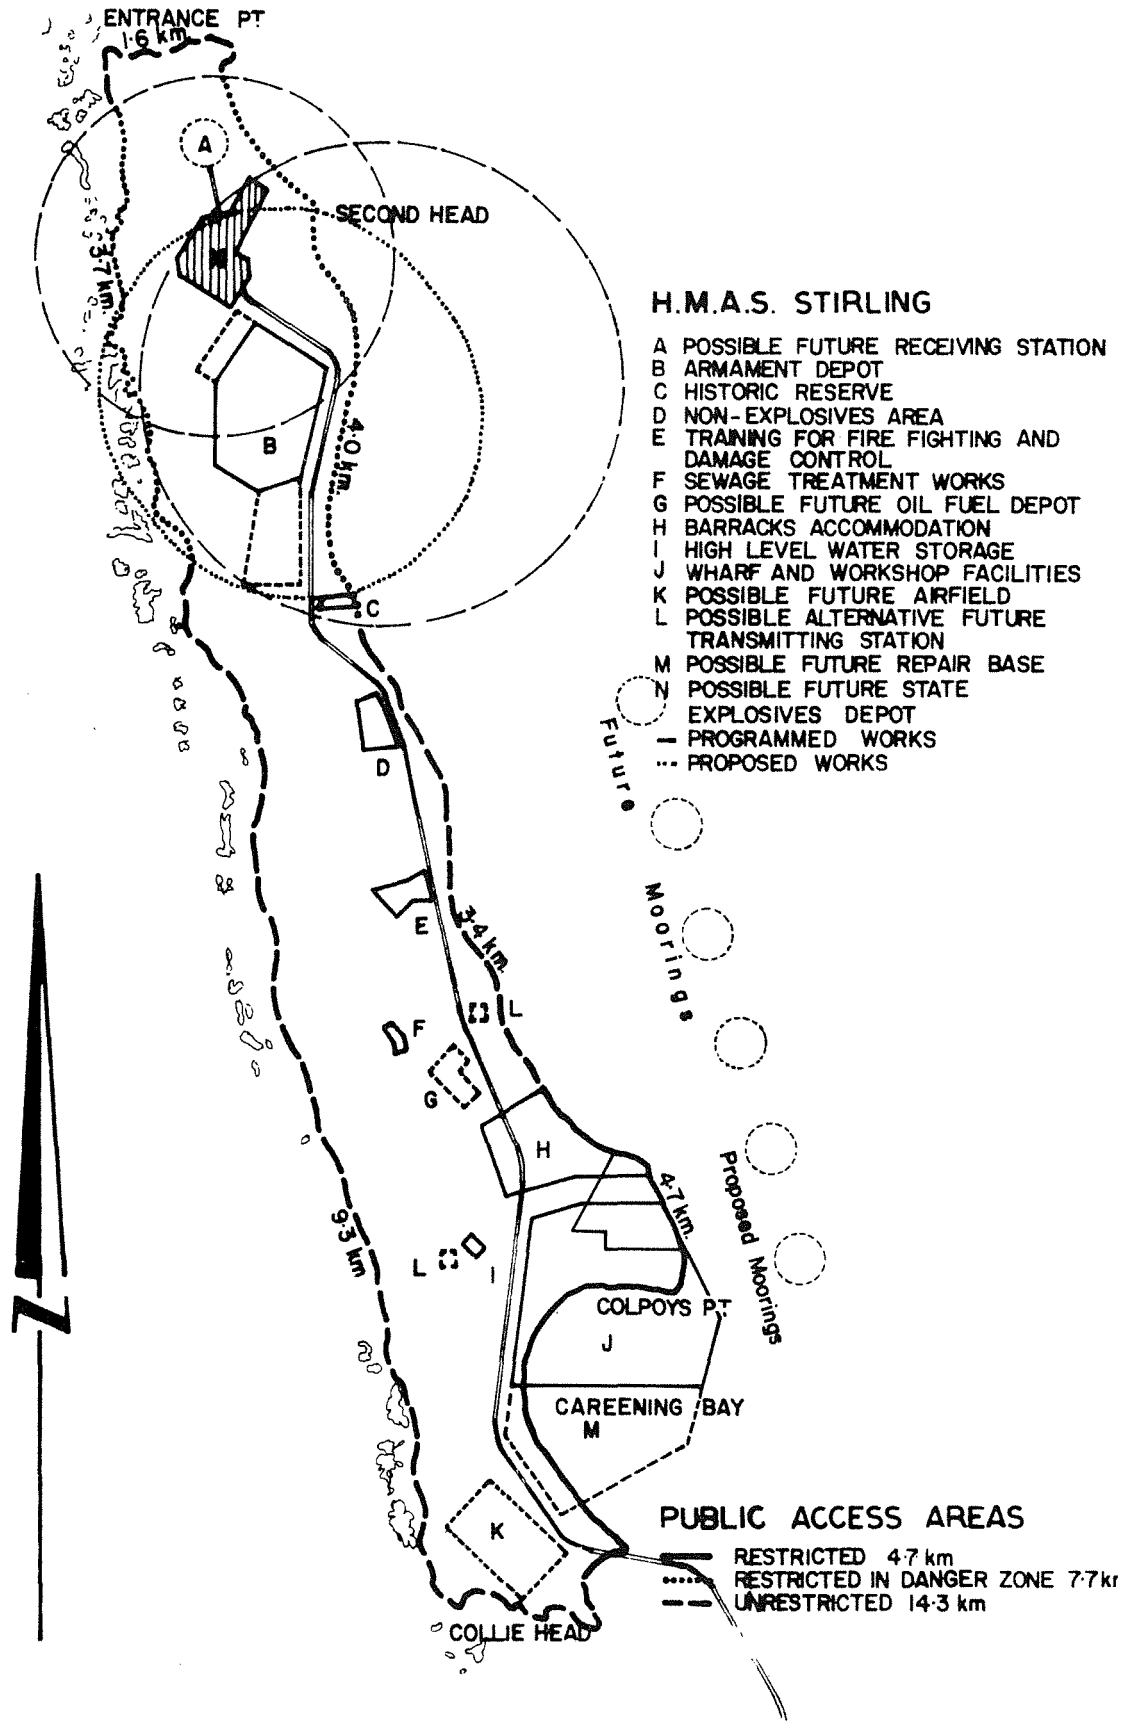 ENTRANCE PT.
1·6 km.
A
SECOND HEAD
N
3·7 km.
B
4·0 km.
C
H.M.A.S. STIRLING
A POSSIBLE FUTURE RECEIVING STATION
B ARMAMENT DEPOT
C HISTORIC RESERVE
D NON-EXPLOSIVES AREA
E TRAINING FOR FIRE FIGHTING AND
DAMAGE CONTROL
F SEWAGE TREATMENT WORKS
G POSSIBLE FUTURE OIL FUEL DEPOT
H BARRACKS ACCOMMODATION
I HIGH LEVEL WATER STORAGE
J WHARF AND WORKSHOP FACILITIES
K POSSIBLE FUTURE AIRFIELD
L POSSIBLE ALTERNATIVE FUTURE
TRANSMITTING STATION
M POSSIBLE FUTURE REPAIR BASE
N POSSIBLE FUTURE STATE
EXPLOSIVES DEPOT
PROGRAMMED WORKS
PROPOSED WORKS
D
Future
Moorings
E
3·4 km.
L
F
G
H
4·7 km.
Proposed Moorings
9·3 km
L
I
COLPOYS PT.
J
CAREENING BAY
M
K
COLLIE HEAD
Z
PUBLIC ACCESS AREAS
RESTRICTED 4·7 km
RESTRICTED IN DANGER ZONE 7·7kr
UNRESTRICTED 14·3 km